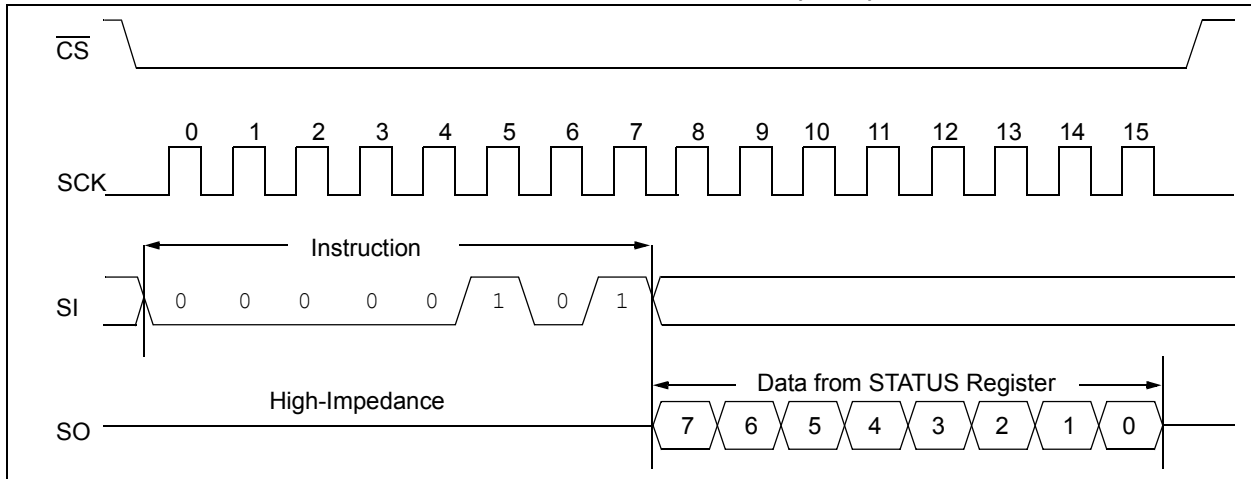 CS
0 1 2 3 4 5 6 7 8 9 10 11 12 13 14 15
SCK
Instruction
SI 0 0 0 0 0 1 0 1
Data from STATUS Register
High-Impedance
SO 7 6 5 4 3 2 1 0